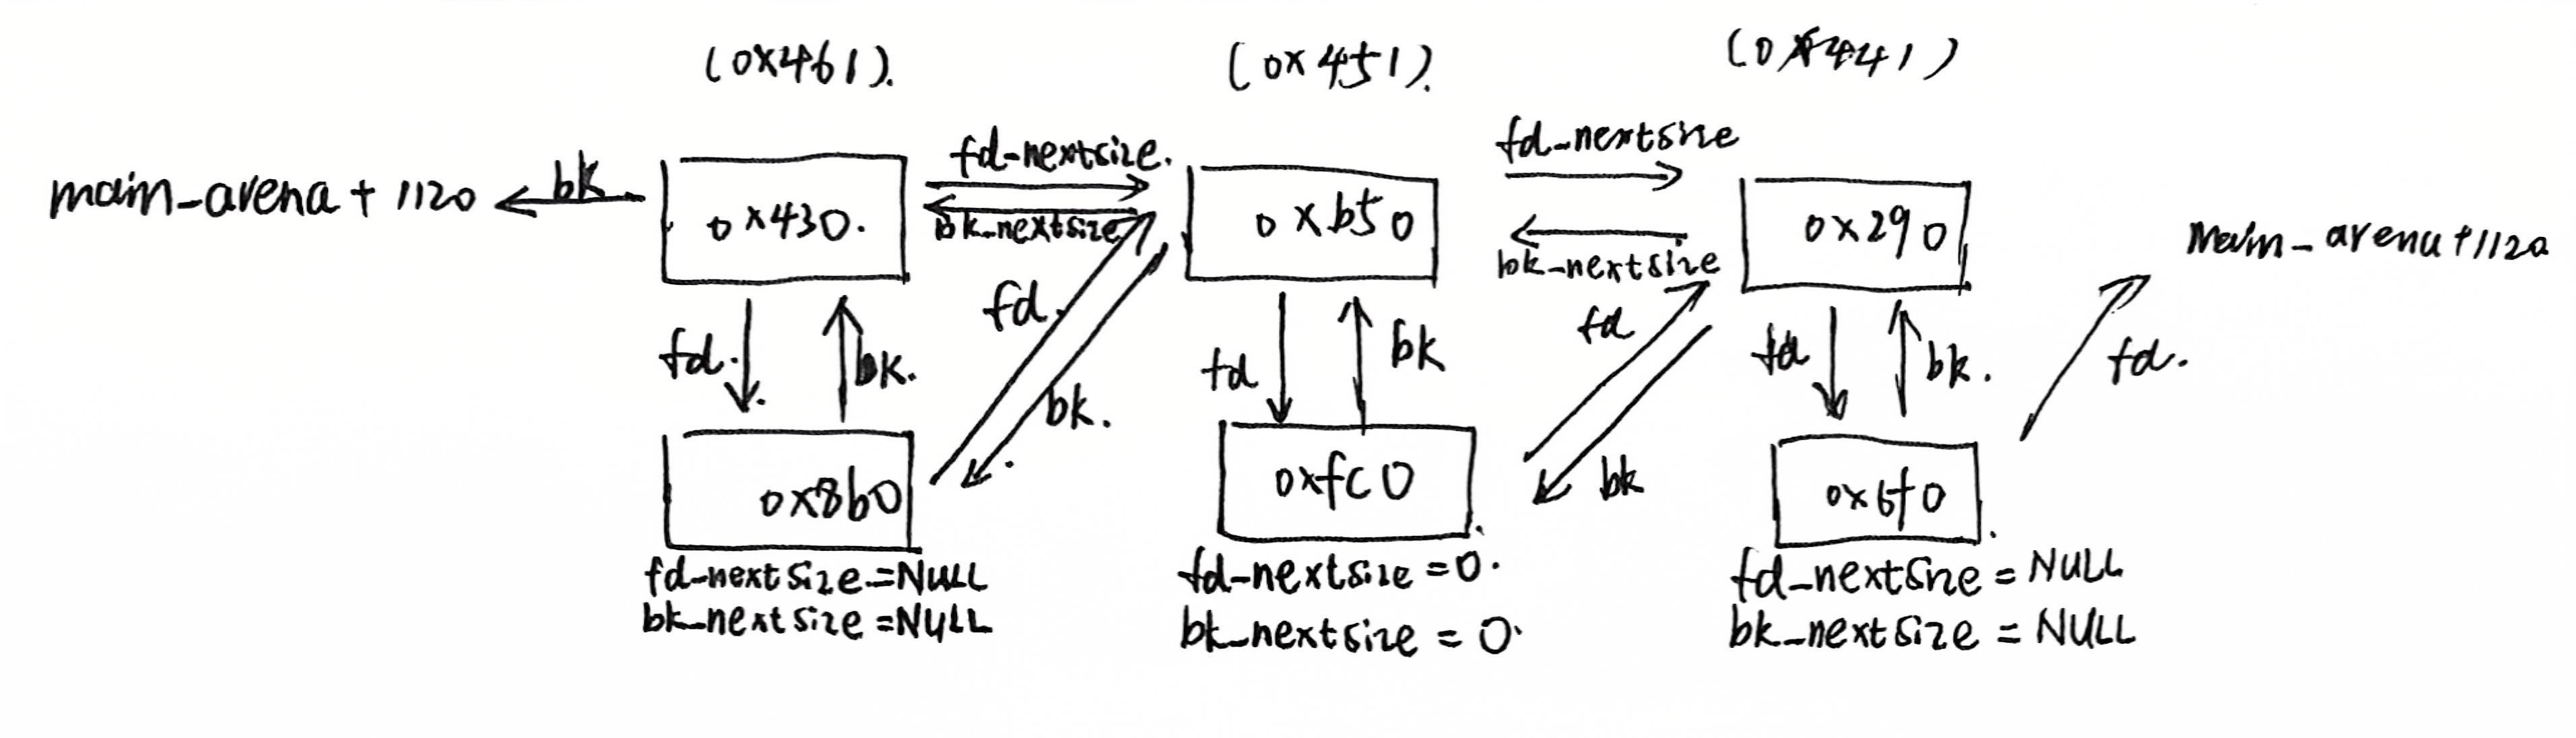 (0x461).
(0x451).
(0x441)
main-arena + 1120
bk
fd-nextsize.
bk-nextsize
fd-nextsize
bk-nextsize
0x430.
0xb50
0x290
main-arena+1120
fd.
bk.
fd.
bk.
fd
bk
fd
bk
fd
bk.
fd.
0x8b0
0xfc0
0x6f0
fd-nextsize=NULL
bk-nextsize=NULL
fd-nextsize=0.
bk-nextsize=0.
fd-nextsize=NULL
bk-nextsize=NULL